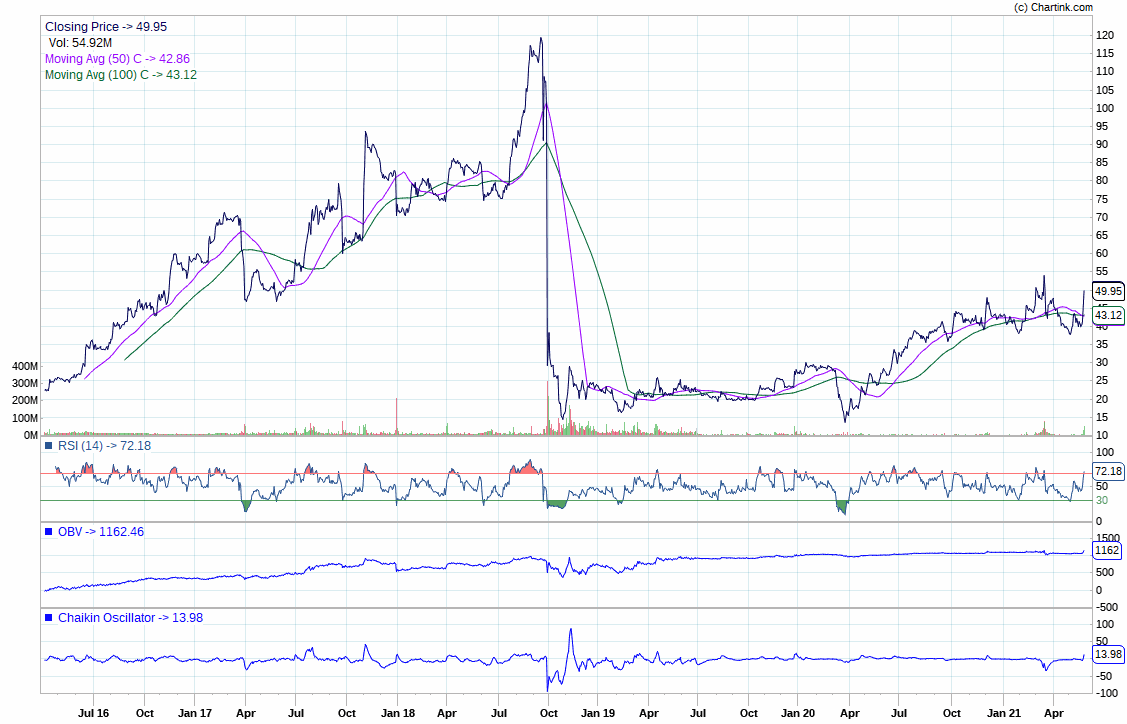 (c) Chartink.com
Closing Price -> 49.95
Vol: 54.92M
Moving Avg (50) C -> 42.86
Moving Avg (100) C -> 43.12
120
115
110
105
100
95
90
85
80
75
70
65
60
55
49.95
45
43.12
40
35
30
25
20
15
10
400M
300M
200M
100M
0M
RSI (14) -> 72.18
100
72.18
50
30
0
OBV -> 1162.46
1500
1162
500
0
-500
Chaikin Oscillator -> 13.98
100
50
13.98
-50
-100
Jul 16 Oct Jan 17 Apr Jul Oct Jan 18 Apr Jul Oct Jan 19 Apr Jul Oct Jan 20 Apr Jul Oct Jan 21 Apr